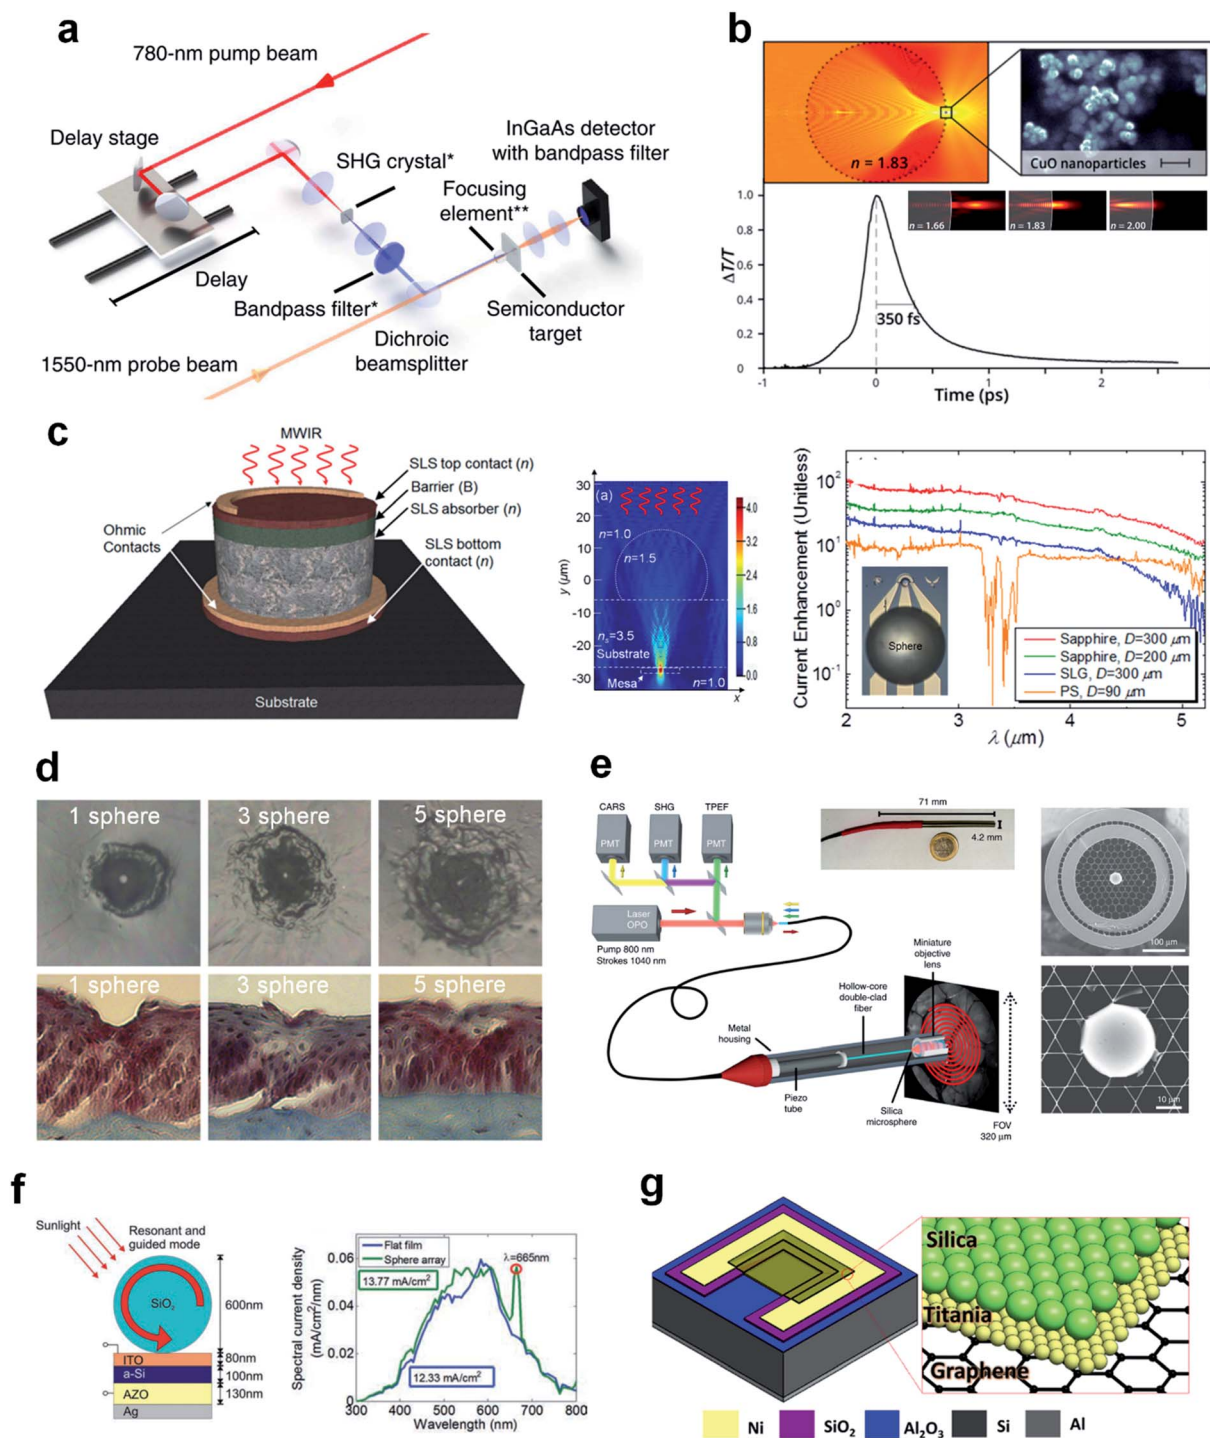 a
780-nm pump beam
Delay stage
SHG crystal*
InGaAs detector
with bandpass filter
Focusing
element**
Delay
Bandpass filter*
Semiconductor
target
Dichroic
beamsplitter
1550-nm probe beam
b
n = 1.83
CuO nanoparticles
n = 1.66
n = 1.83
n = 2.00
1.0
0.8
0.6
0.4
0.2
0
ΔT/T
350 fs
-1
0
1
2
Time (ps)
c
MWIR
SLS top contact (n)
Barrier (B)
SLS absorber (n)
Ohmic
Contacts
SLS bottom
contact (n)
Substrate
(a)
30
20
10
0
-10
-20
-30
y (μm)
n=1.0
n=1.5
ns=3.5
Substrate
Mesa
n=1.0
x
4.0
3.6
2.8
2.0
1.6
0.8
0.0
Current Enhancement (Unitless)
10²
10¹
10⁰
10⁻¹
Sphere
Sapphire, D=300 μm
Sapphire, D=200 μm
SLG, D=300 μm
PS, D=90 μm
2
3
4
5
λ (μm)
d
1 sphere
3 sphere
5 sphere
1 sphere
3 sphere
5 sphere
e
CARS
SHG
TPEF
PMT
PMT
PMT
Laser
OPO
Pump 800 nm
Strokes 1040 nm
71 mm
4.2 mm
100 μm
Miniature
objective
lens
Hollow-core
double-clad
fiber
Metal
housing
Piezo
tube
Silica
microsphere
FOV
320 μm
10 μm
f
Sunlight
Resonant and
guided mode
SiO₂
600nm
ITO
80nm
a-Si
100nm
AZO
130nm
Ag
Spectral current density
(mA/cm²/nm)
0.06
0.04
0.02
0
Flat film
Sphere array
13.77 mA/cm²
λ=665nm
12.33 mA/cm²
300
400
500
600
700
800
Wavelength (nm)
g
Silica
Titania
Graphene
Ni
SiO₂
Al₂O₃
Si
Al